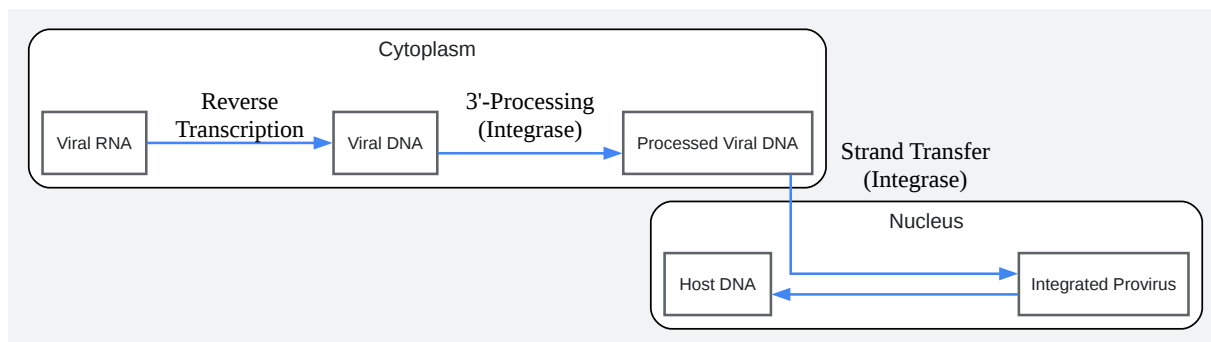 Cytoplasm
Reverse
Transcription
3'-Processing
(Integrase)
Viral RNA
Viral DNA
Processed Viral DNA
Strand Transfer
(Integrase)
Nucleus
Host DNA
Integrated Provirus